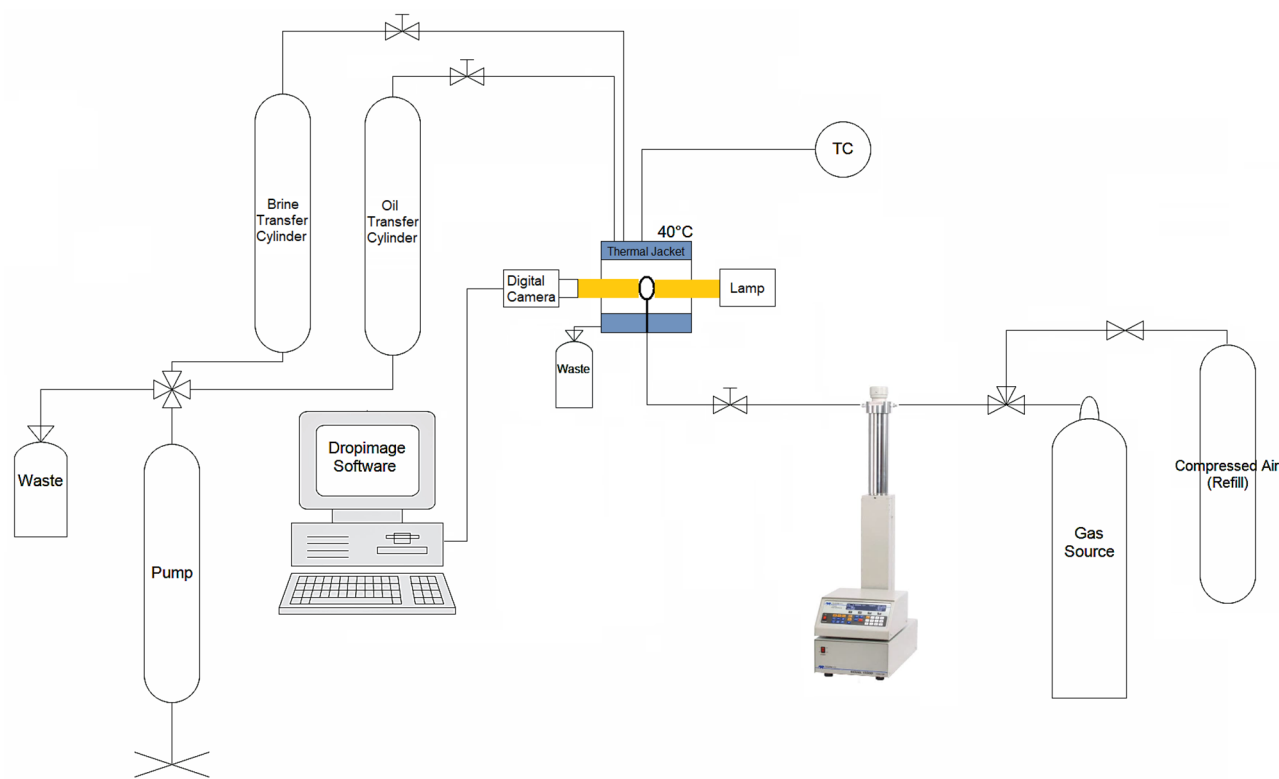 TC
Brine
Transfer
Cylinder
Oil
Transfer
Cylinder
40°C
Thermal Jacket
Digital
Camera
Lamp
Waste
Dropimage
Software
Waste
Compressed Air
(Refill)
Gas
Source
Pump